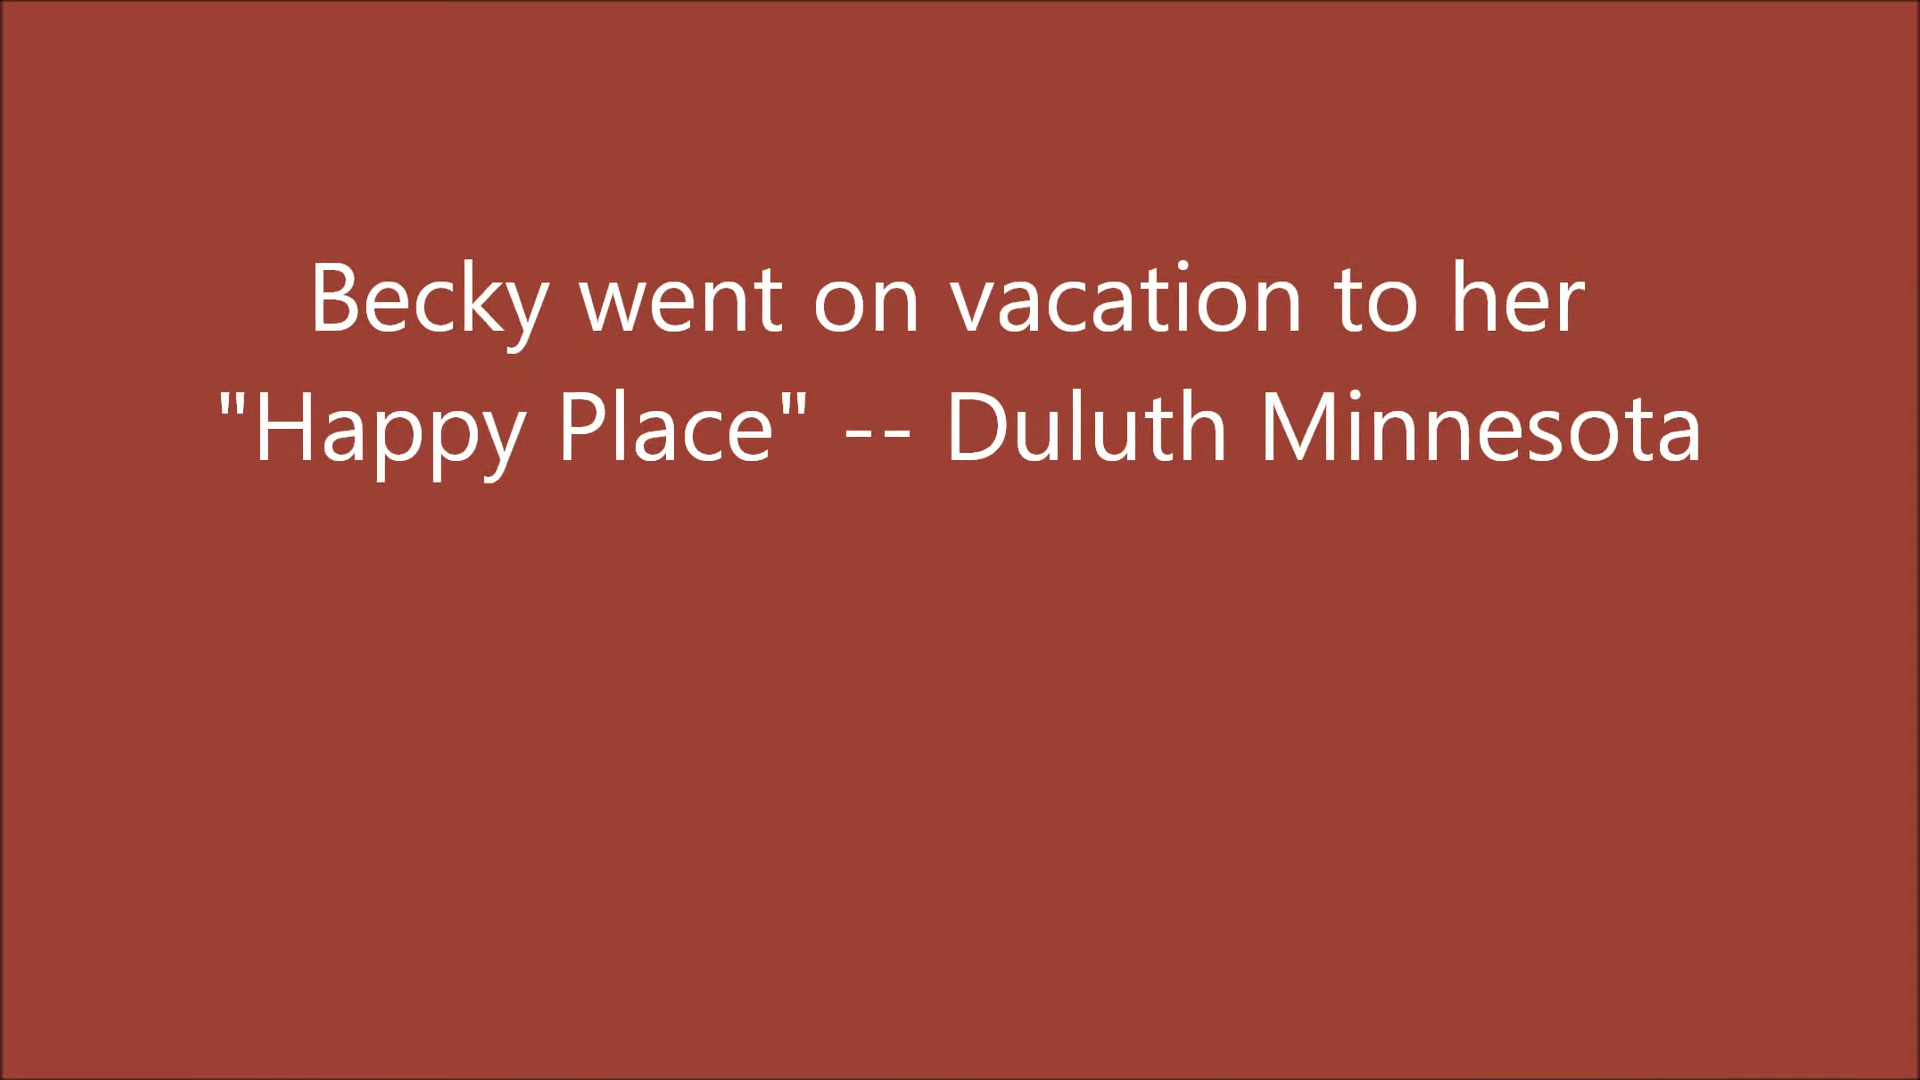 Becky went on vacation to her
"Happy Place" -- Duluth Minnesota